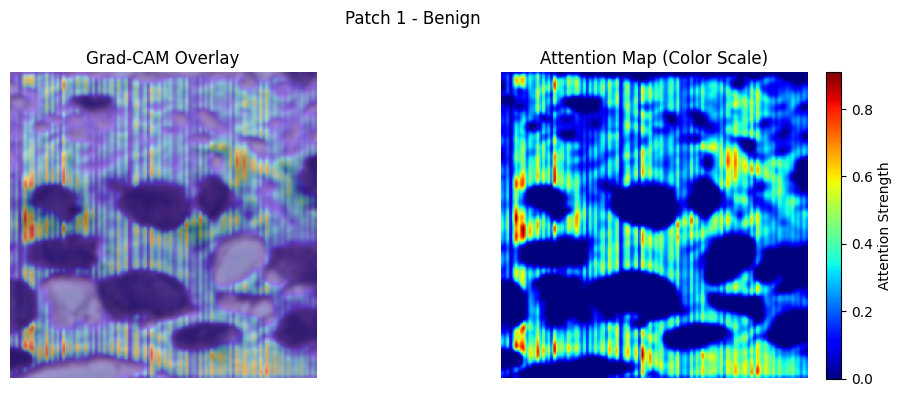 Patch 1 - Benign
Grad-CAM Overlay
Attention Map (Color Scale)
0.8
0.6
0.4
0.2
0.0
Attention Strength